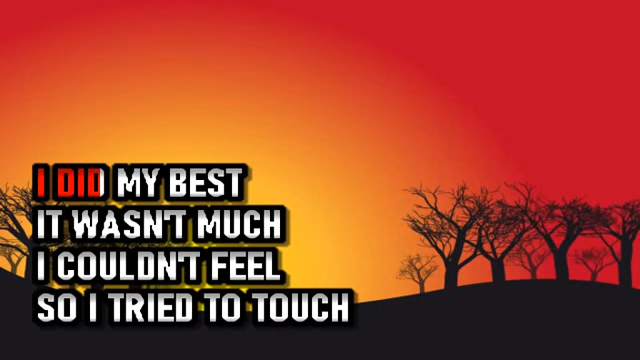 I DID MY BEST
IT WASN'T MUCH
I COULDN'T FEEL
SO I TRIED TO TOUCH